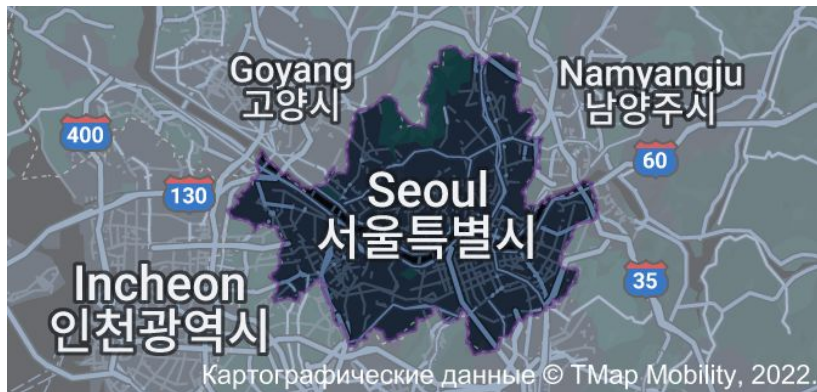 Goyang
고양시
Namyangju
남양주시
400
60
130
Seoul
서울특별시
35
Incheon
인천광역시
Картографические данные © TMap Mobility, 2022.